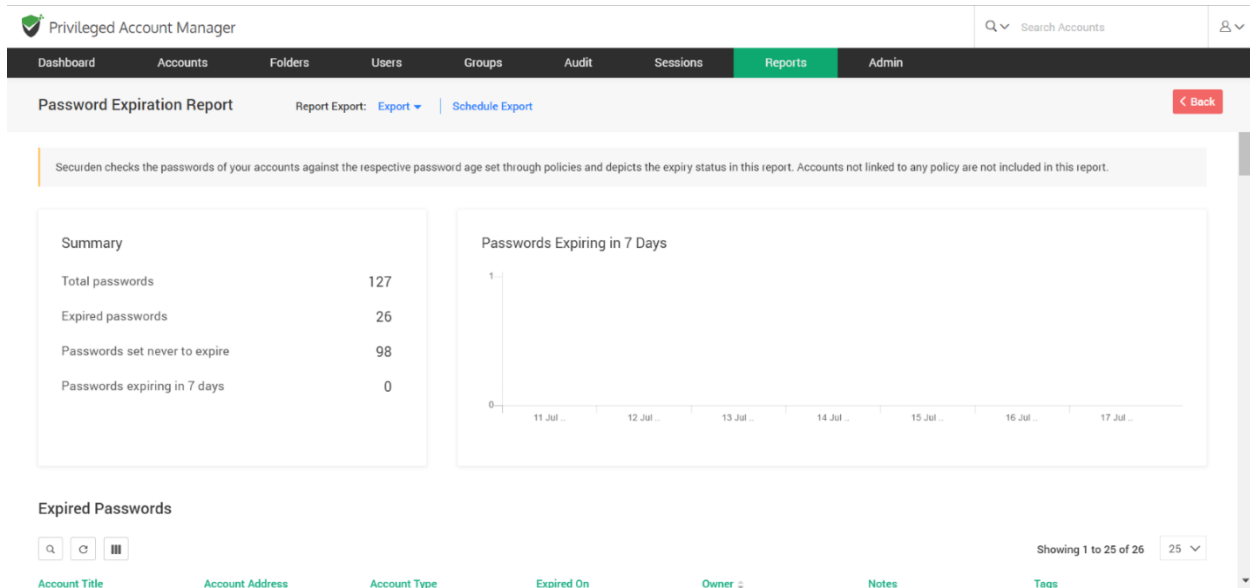 Privileged Account Manager
Search Accounts
Dashboard Accounts Folders Users Groups Audit Sessions Reports Admin
Password Expiration Report Report Export: Export Schedule Export < Back
Securden checks the passwords of your accounts against the respective password age set through policies and depicts the expiry status in this report. Accounts not linked to any policy are not included in this report.
Summary
Total passwords 127
Expired passwords 26
Passwords set never to expire 98
Passwords expiring in 7 days 0
Passwords Expiring in 7 Days
1
0
11 Jul .. 12 Jul .. 13 Jul .. 14 Jul .. 15 Jul .. 16 Jul .. 17 Jul ..
Expired Passwords
Showing 1 to 25 of 26 25
Account Title Account Address Account Type Expired On Owner Notes Tags